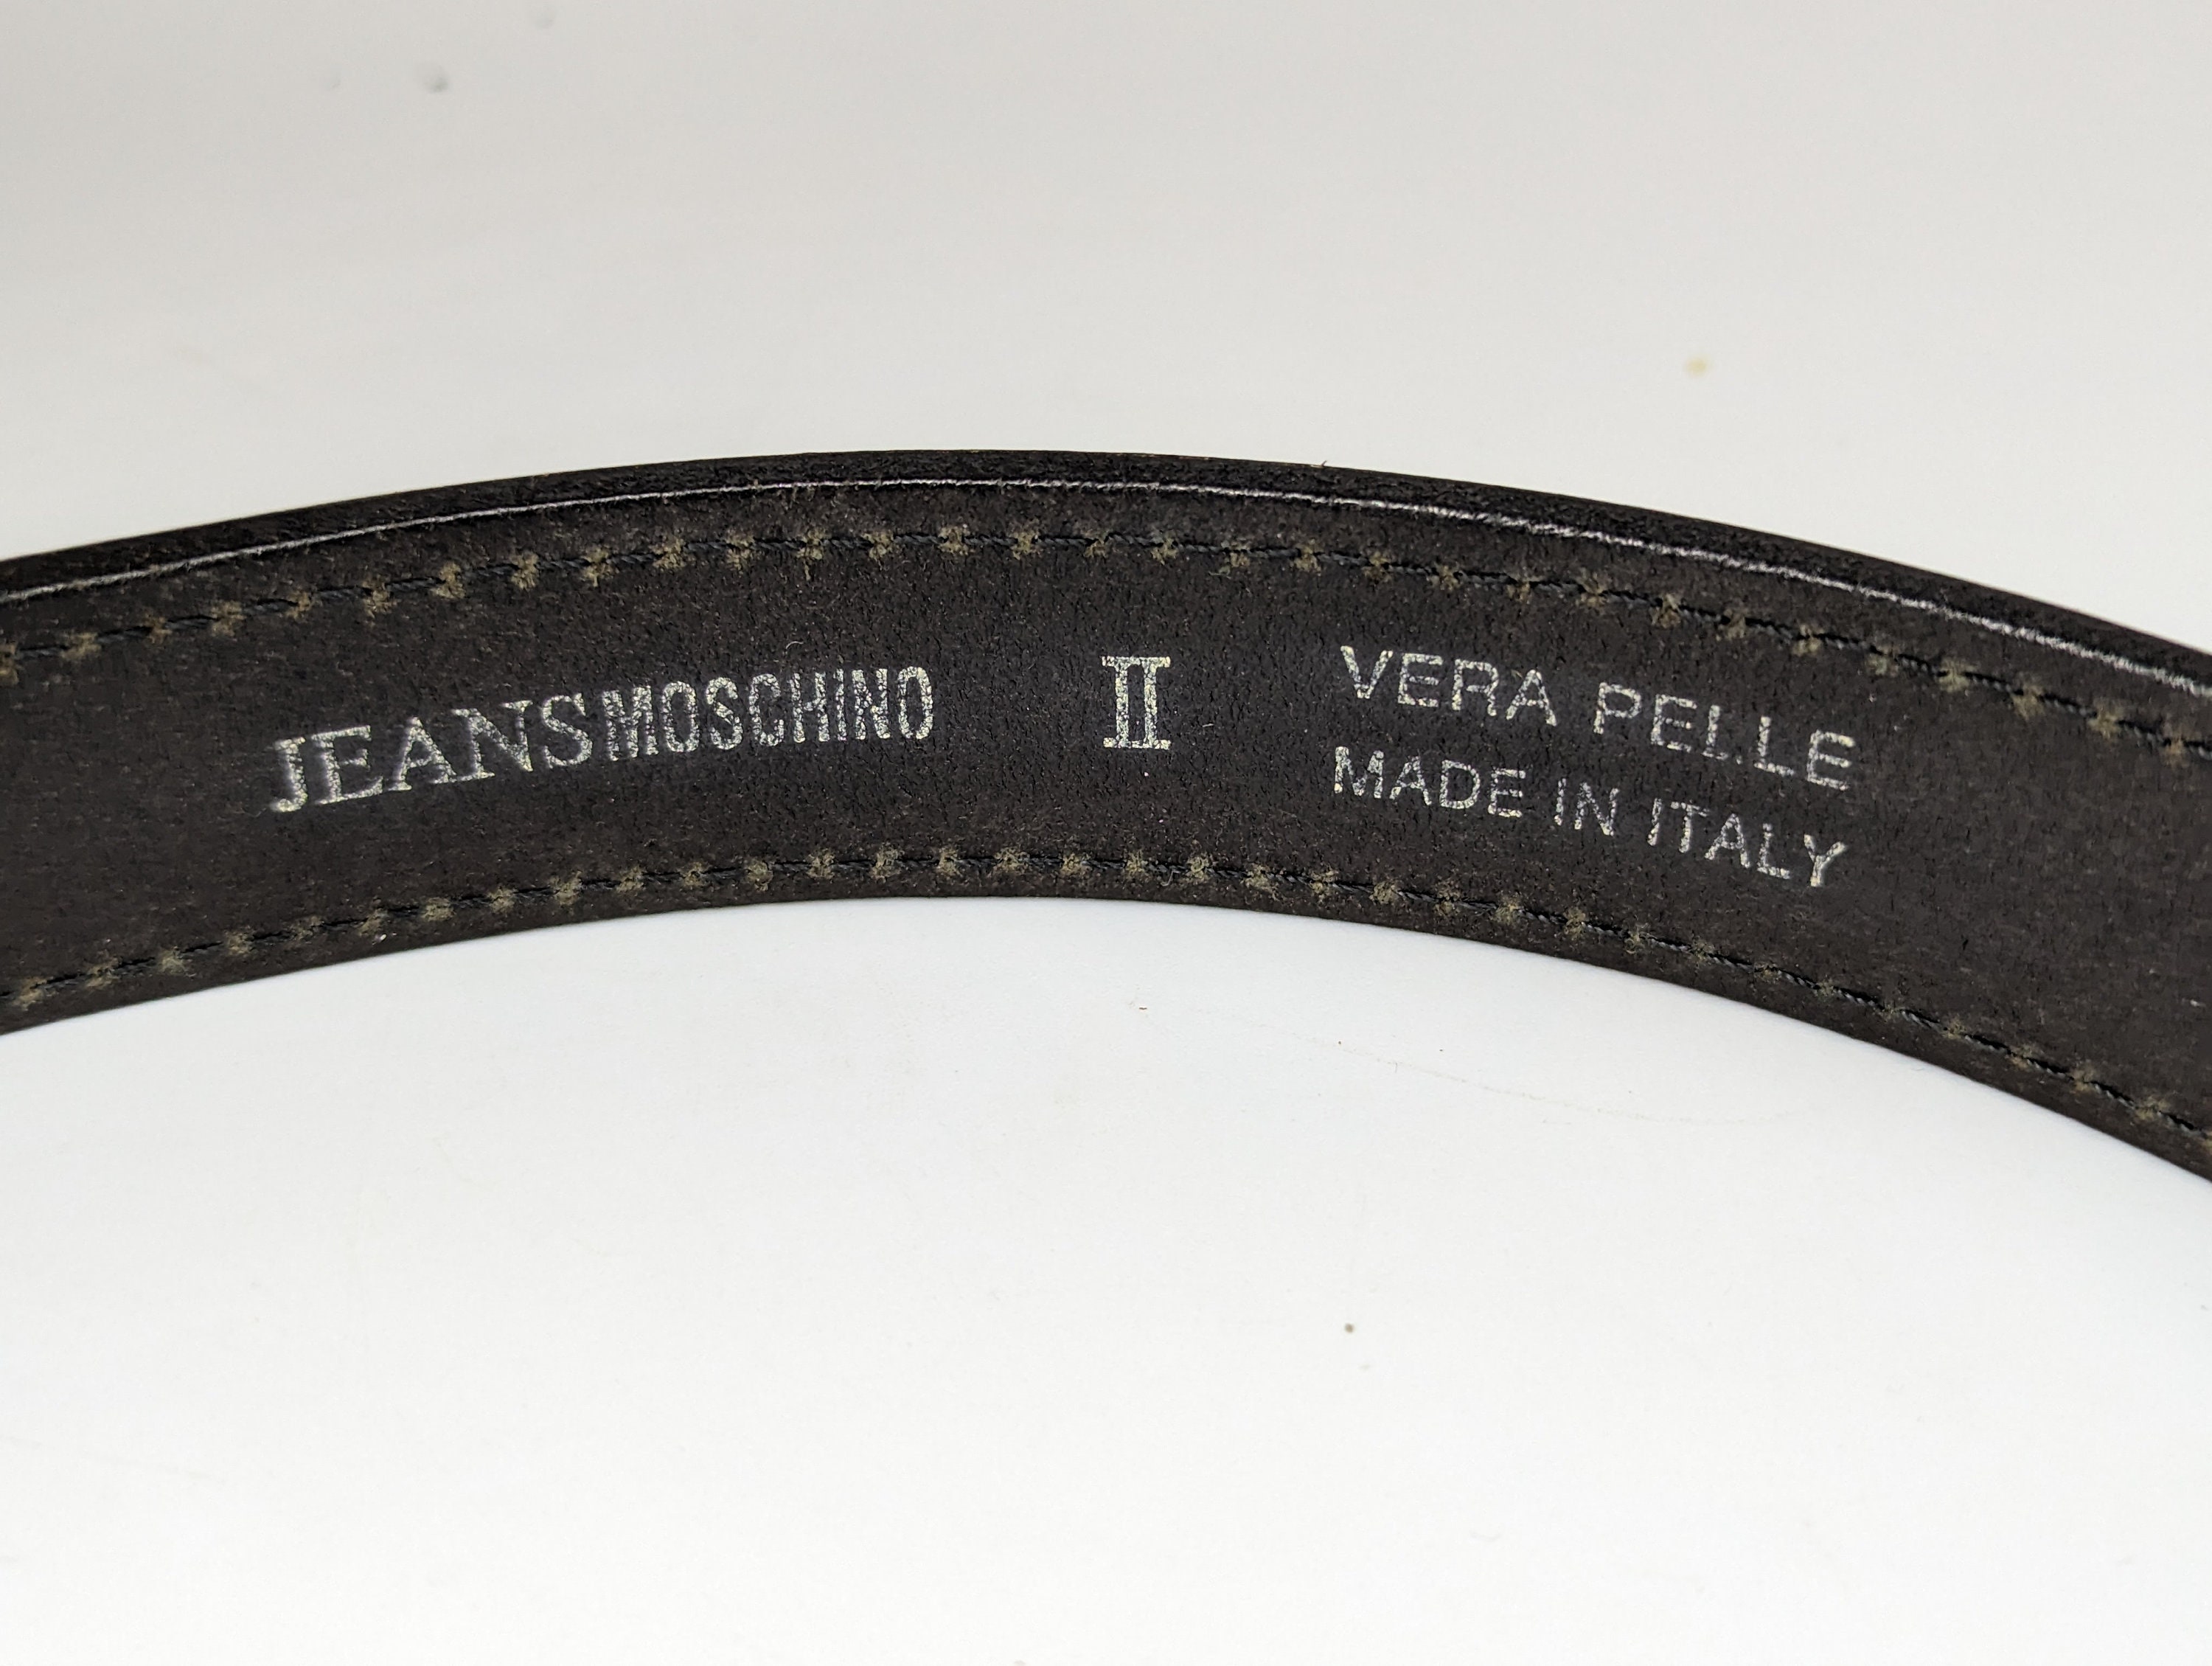 JEANSMOSCHINO II VERA PELLE
MADE IN ITALY